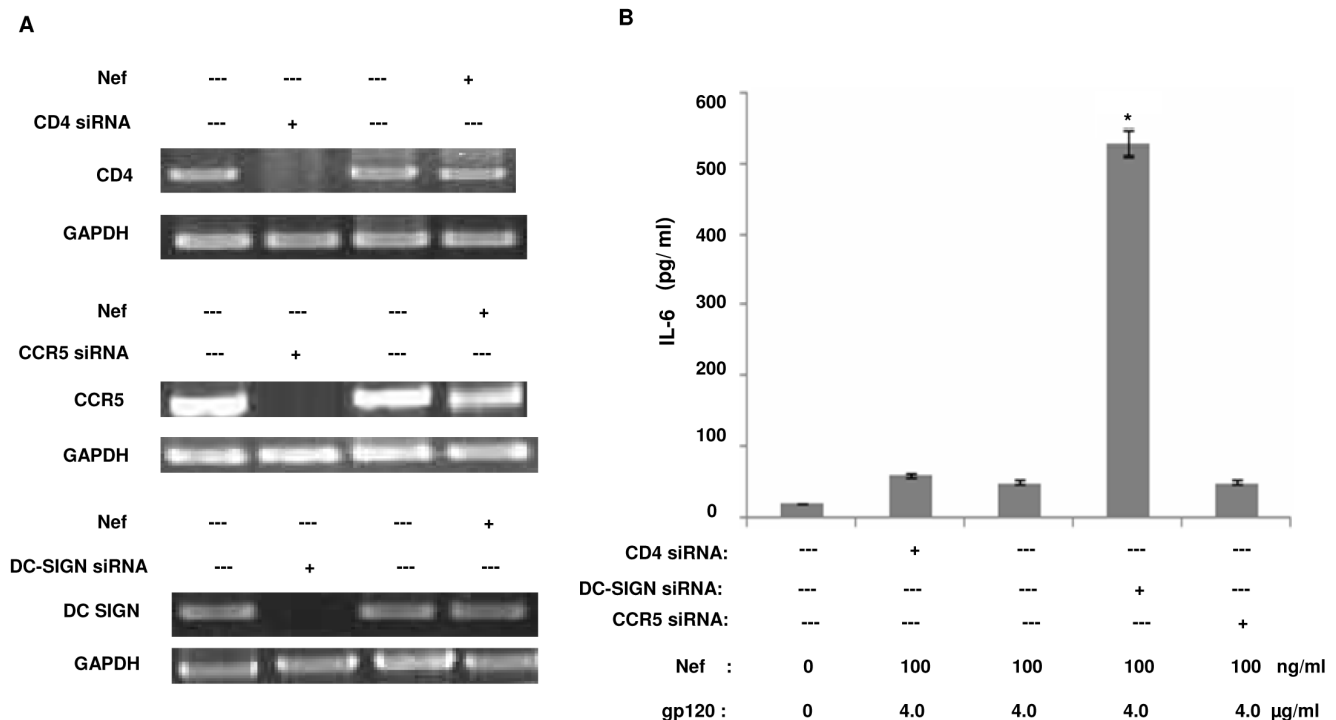 A
Nef --- --- --- +
CD4 siRNA --- + --- ---
CD4
GAPDH
Nef --- --- --- +
CCR5 siRNA --- + --- ---
CCR5
GAPDH
Nef --- --- --- +
DC-SIGN siRNA --- + --- ---
DC SIGN
GAPDH
B
600
500
400
300
200
100
0
IL-6 (pg/ ml)
*
CD4 siRNA: --- + --- --- ---
DC-SIGN siRNA: --- --- --- + ---
CCR5 siRNA: --- --- --- --- +
Nef : 0 100 100 100 100 ng/ml
gp120 : 0 4.0 4.0 4.0 4.0 µg/ml